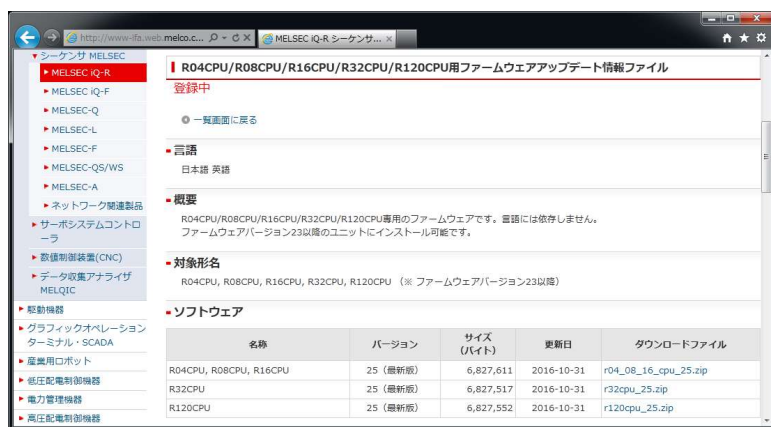 http://www-ifa.web.melco.c...
MELSEC iQ-R シーケンサ...
シーケンサ MELSEC
MELSEC iQ-R
MELSEC iQ-F
MELSEC-Q
MELSEC-L
MELSEC-F
MELSEC-QS/WS
MELSEC-A
ネットワーク関連製品
サーボシステムコントロ
ーラ
数値制御装置(CNC)
データ収集アナライザ
MELQIC
駆動機器
グラフィックオペレーション
ターミナル・SCADA
産業用ロボット
低圧配電制御機器
電力管理機器
高圧配電制御機器
R04CPU/R08CPU/R16CPU/R32CPU/R120CPU用ファームウェアアップデート情報ファイル
登録中
一覧画面に戻る
言語
日本語 英語
概要
R04CPU/R08CPU/R16CPU/R32CPU/R120CPU専用のファームウェアです。言語には依存しません。
ファームウェアバージョン23以降のユニットにインストール可能です。
対象形名
R04CPU, R08CPU, R16CPU, R32CPU, R120CPU （※ ファームウェアバージョン23以降）
ソフトウェア
名称 バージョン サイズ（バイト） 更新日 ダウンロードファイル
R04CPU, R08CPU, R16CPU 25（最新版） 6,827,611 2016-10-31 r04_08_16_cpu_25.zip
R32CPU 25（最新版） 6,827,517 2016-10-31 r32cpu_25.zip
R120CPU 25（最新版） 6,827,552 2016-10-31 r120cpu_25.zip